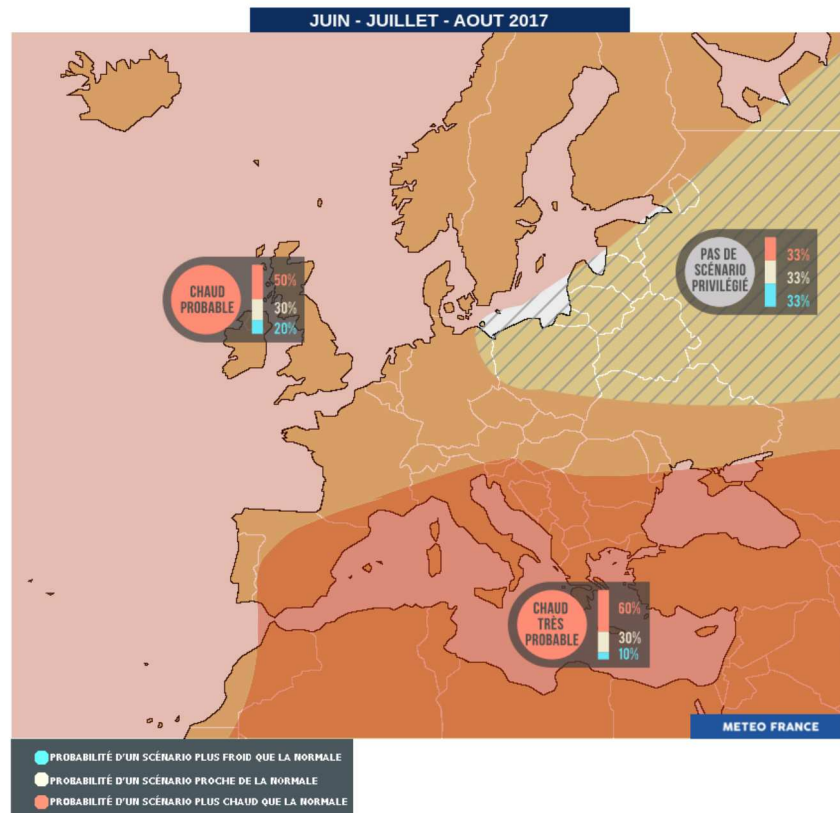 JUIN - JUILLET - AOUT 2017
CHAUD
PROBABLE
50%
30%
20%
PAS DE
SCÉNARIO
PRIVILÉGIÉ
33%
33%
33%
CHAUD
TRÈS
PROBABLE
60%
30%
10%
METEO FRANCE
PROBABILITÉ D'UN SCÉNARIO PLUS FROID QUE LA NORMALE
PROBABILITÉ D'UN SCÉNARIO PROCHE DE LA NORMALE
PROBABILITÉ D'UN SCÉNARIO PLUS CHAUD QUE LA NORMALE